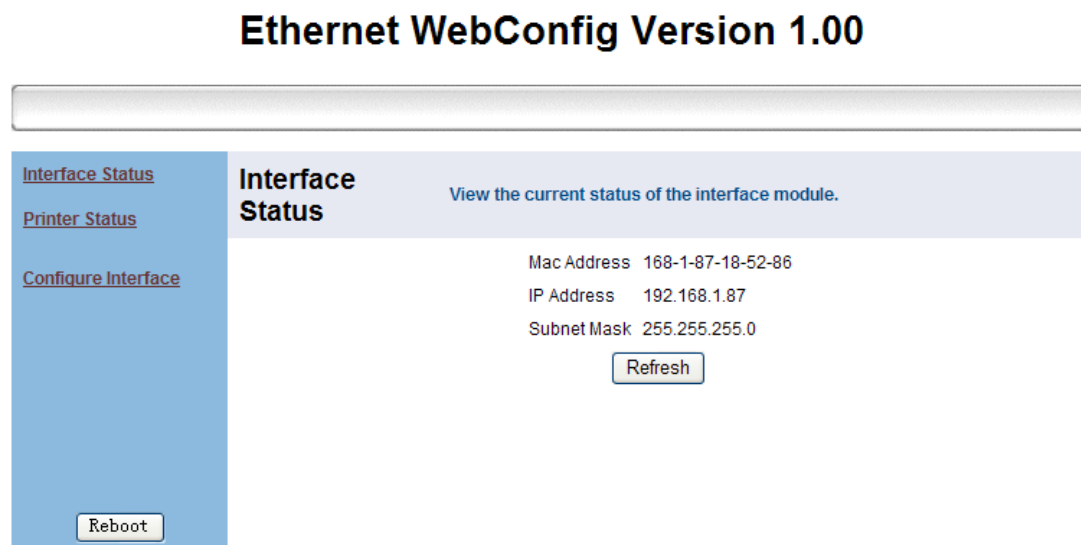 Ethernet WebConfig Version 1.00
Interface Status
Printer Status
Configure Interface
Reboot
Interface
Status
View the current status of the interface module.
Mac Address 168-1-87-18-52-86
IP Address 192.168.1.87
Subnet Mask 255.255.255.0
Refresh